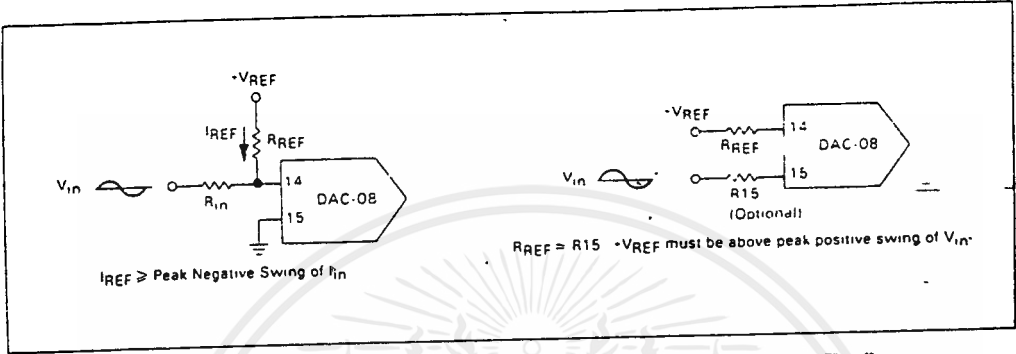 -VREF
IREF
RREF
Vin
Rin
14
15
DAC-08
IREF ⩾ Peak Negative Swing of Iin
-VREF
RREF
14
DAC-08
Vin
R15
15
(Optional)
RREF = R15 -VREF must be above peak positive swing of Vin.